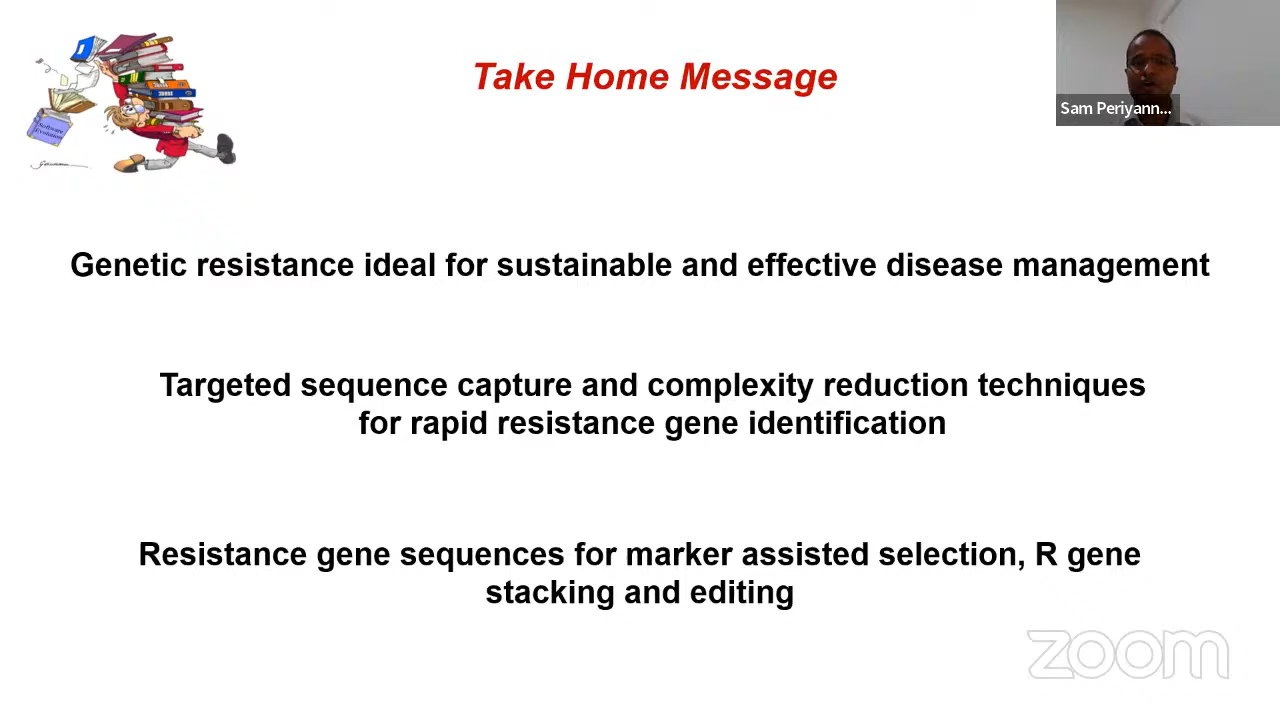 Take Home Message
Sam Periyann...
Software
Evolution
Genetic resistance ideal for sustainable and effective disease management
Targeted sequence capture and complexity reduction techniques
for rapid resistance gene identification
Resistance gene sequences for marker assisted selection, R gene
stacking and editing
zoom